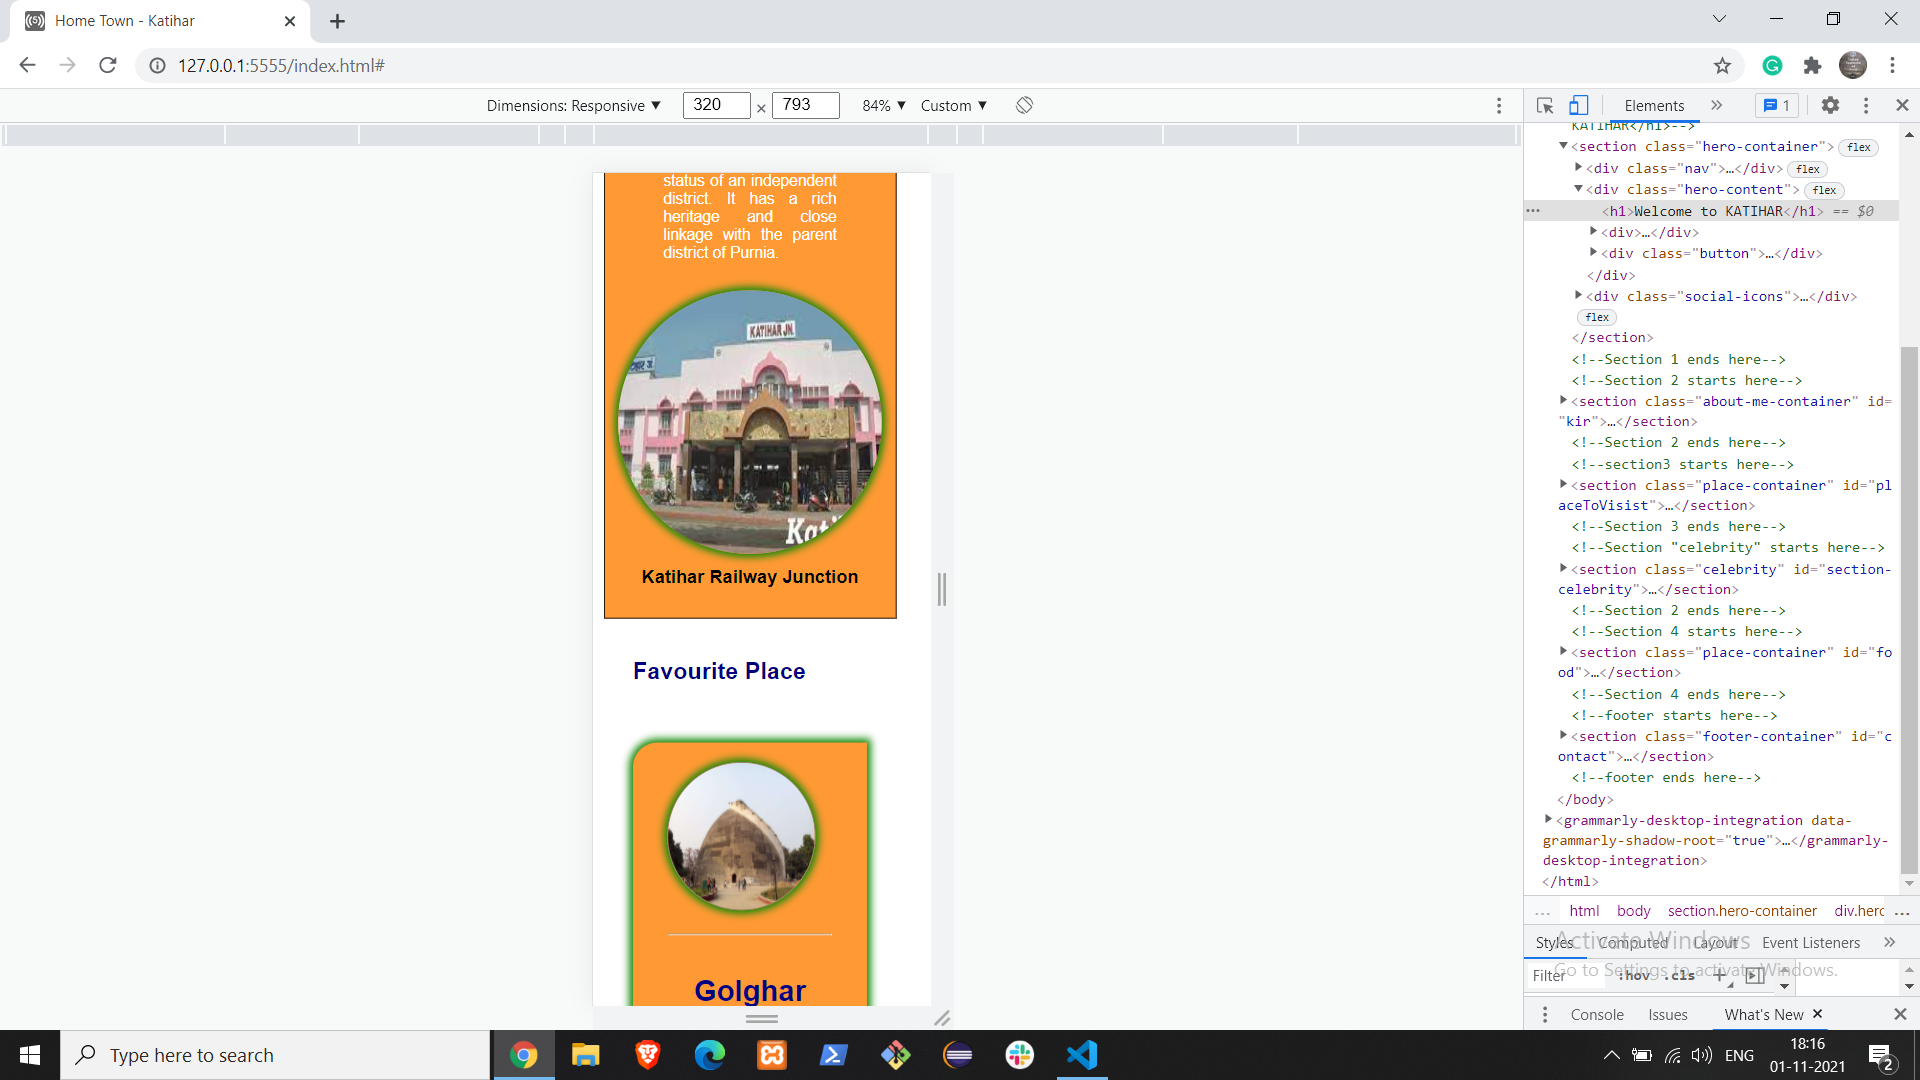 Home Town - Katihar
127.0.0.1:5555/index.html#
Dimensions: Responsive ▼ 320 × 793 84% ▼ Custom ▼
status of an independent
district. It has a rich
heritage and close
linkage with the parent
district of Purnia.
KATIHAR JN.
Katihar Railway Junction
Favourite Place
Golghar
Elements » 1
KATIHAR</h1>-->
<section class="hero-container"> flex
<div class="nav">…</div> flex
<div class="hero-content"> flex
<h1>Welcome to KATIHAR</h1> == $0
<div>…</div>
<div class="button">…</div>
</div>
<div class="social-icons">…</div>
flex
</section>
<!--Section 1 ends here-->
<!--Section 2 starts here-->
<section class="about-me-container" id=
"kir">…</section>
<!--Section 2 ends here-->
<!--section3 starts here-->
<section class="place-container" id="pl
aceToVisist">…</section>
<!--Section 3 ends here-->
<!--Section "celebrity" starts here-->
<section class="celebrity" id="section-
celebrity">…</section>
<!--Section 2 ends here-->
<!--Section 4 starts here-->
<section class="place-container" id="fo
od">…</section>
<!--Section 4 ends here-->
<!--footer starts here-->
<section class="footer-container" id="c
ontact">…</section>
<!--footer ends here-->
</body>
<grammarly-desktop-integration data-
grammarly-shadow-root="true">…</grammarly-
desktop-integration>
</html>
... html body section.hero-container div.herc ...
Styles Computed Layout Event Listeners »
Activate Windows
Go to Settings to activate Windows.
Filter :hov .cls +
Console Issues What's New
Type here to search
ENG
18:16
01-11-2021
2